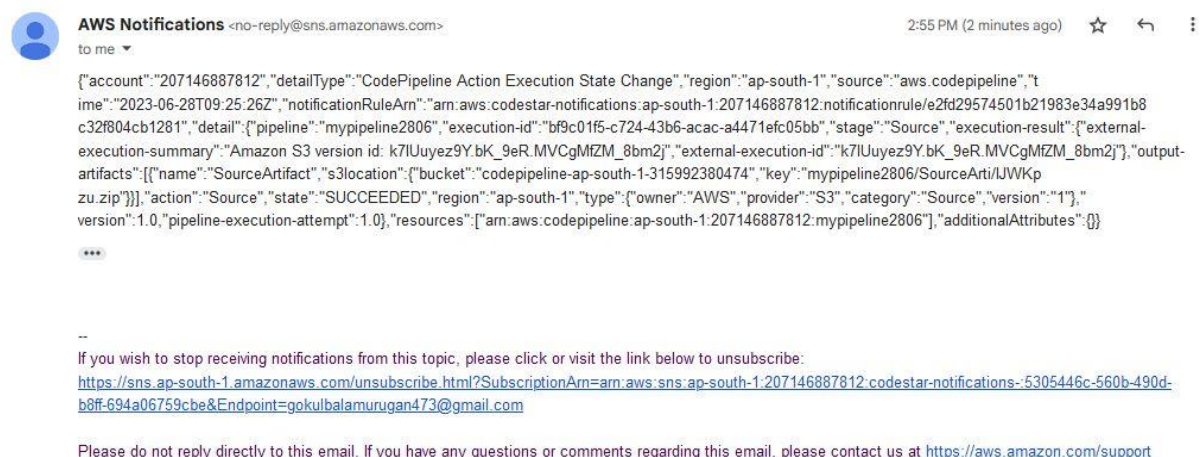 AWS Notifications <no-reply@sns.amazonaws.com>
2:55 PM (2 minutes ago)
to me
{"account":"207146887812","detailType":"CodePipeline Action Execution State Change","region":"ap-south-1","source":"aws.codepipeline","t
ime":"2023-06-28T09:25:26Z","notificationRuleArn":"arn:aws:codestar-notifications:ap-south-1:207146887812:notificationrule/e2fd29574501b21983e34a991b8
c32f804cb1281","detail":{"pipeline":"mypipeline2806","execution-id":"bf9c01f5-c724-43b6-acac-a4471efc05bb","stage":"Source","execution-result":{"external-
execution-summary":"Amazon S3 version id: k7lUuyez9Y.bK_9eR.MVCgMfZM_8bm2j","external-execution-id":"k7lUuyez9Y.bK_9eR.MVCgMfZM_8bm2j"},"output-
artifacts":[{"name":"SourceArtifact","s3location":{"bucket":"codepipeline-ap-south-1-315992380474","key":"mypipeline2806/SourceArti/IJWKp
zu.zip"}}],"action":"Source","state":"SUCCEEDED","region":"ap-south-1","type":{"owner":"AWS","provider":"S3","category":"Source","version":"1"},"
version":1.0,"pipeline-execution-attempt":1.0},"resources":["arn:aws:codepipeline:ap-south-1:207146887812:mypipeline2806"],"additionalAttributes":{}}
--
If you wish to stop receiving notifications from this topic, please click or visit the link below to unsubscribe:
https://sns.ap-south-1.amazonaws.com/unsubscribe.html?SubscriptionArn=arn:aws:sns:ap-south-1:207146887812:codestar-notifications-:5305446c-560b-490d-
b8ff-694a06759cbe&Endpoint=gokulbalamurugan473@gmail.com
Please do not reply directly to this email. If you have any questions or comments regarding this email, please contact us at https://aws.amazon.com/support